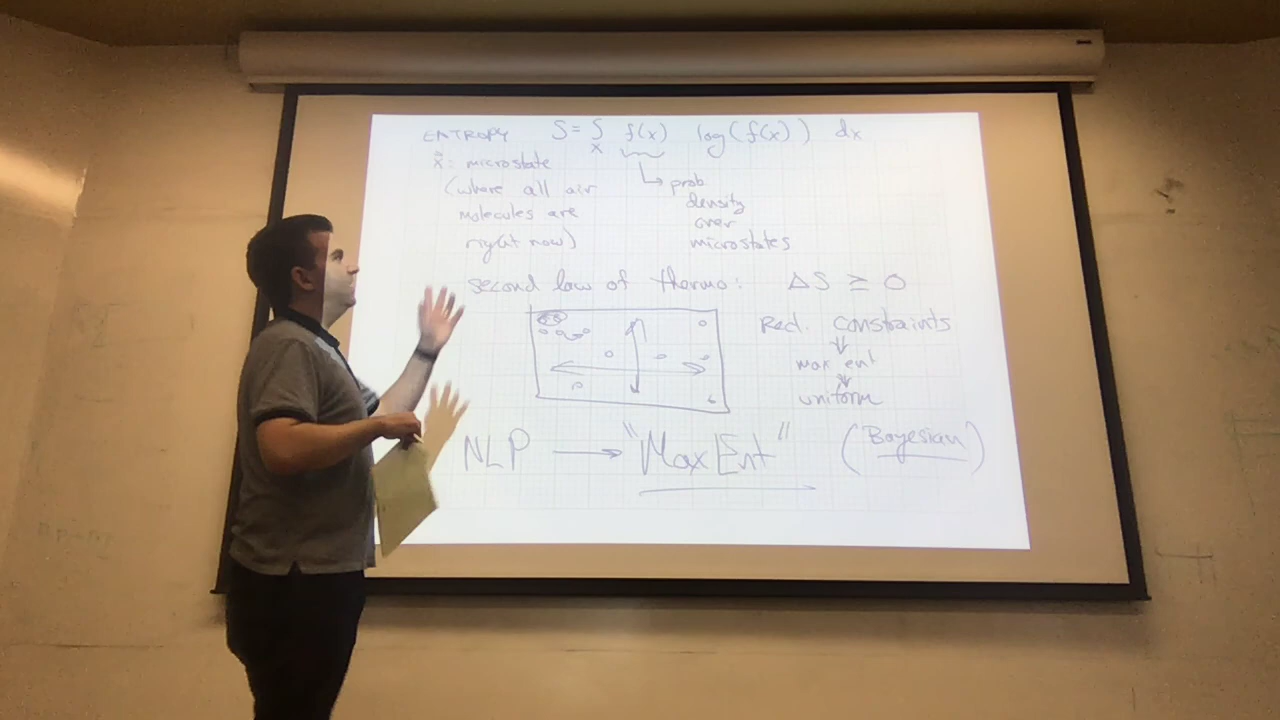 ENTROPY S = ∫ f(x) log(f(x)) dx
x
x⃗: microstate
(where all air
molecules are
right now)
↳ prob
density
over
microstates
second law of thermo: ΔS ≥ 0
Red. constraints
↓
max ent
↓
uniform
NLP → "MaxEnt" (Bayesian)